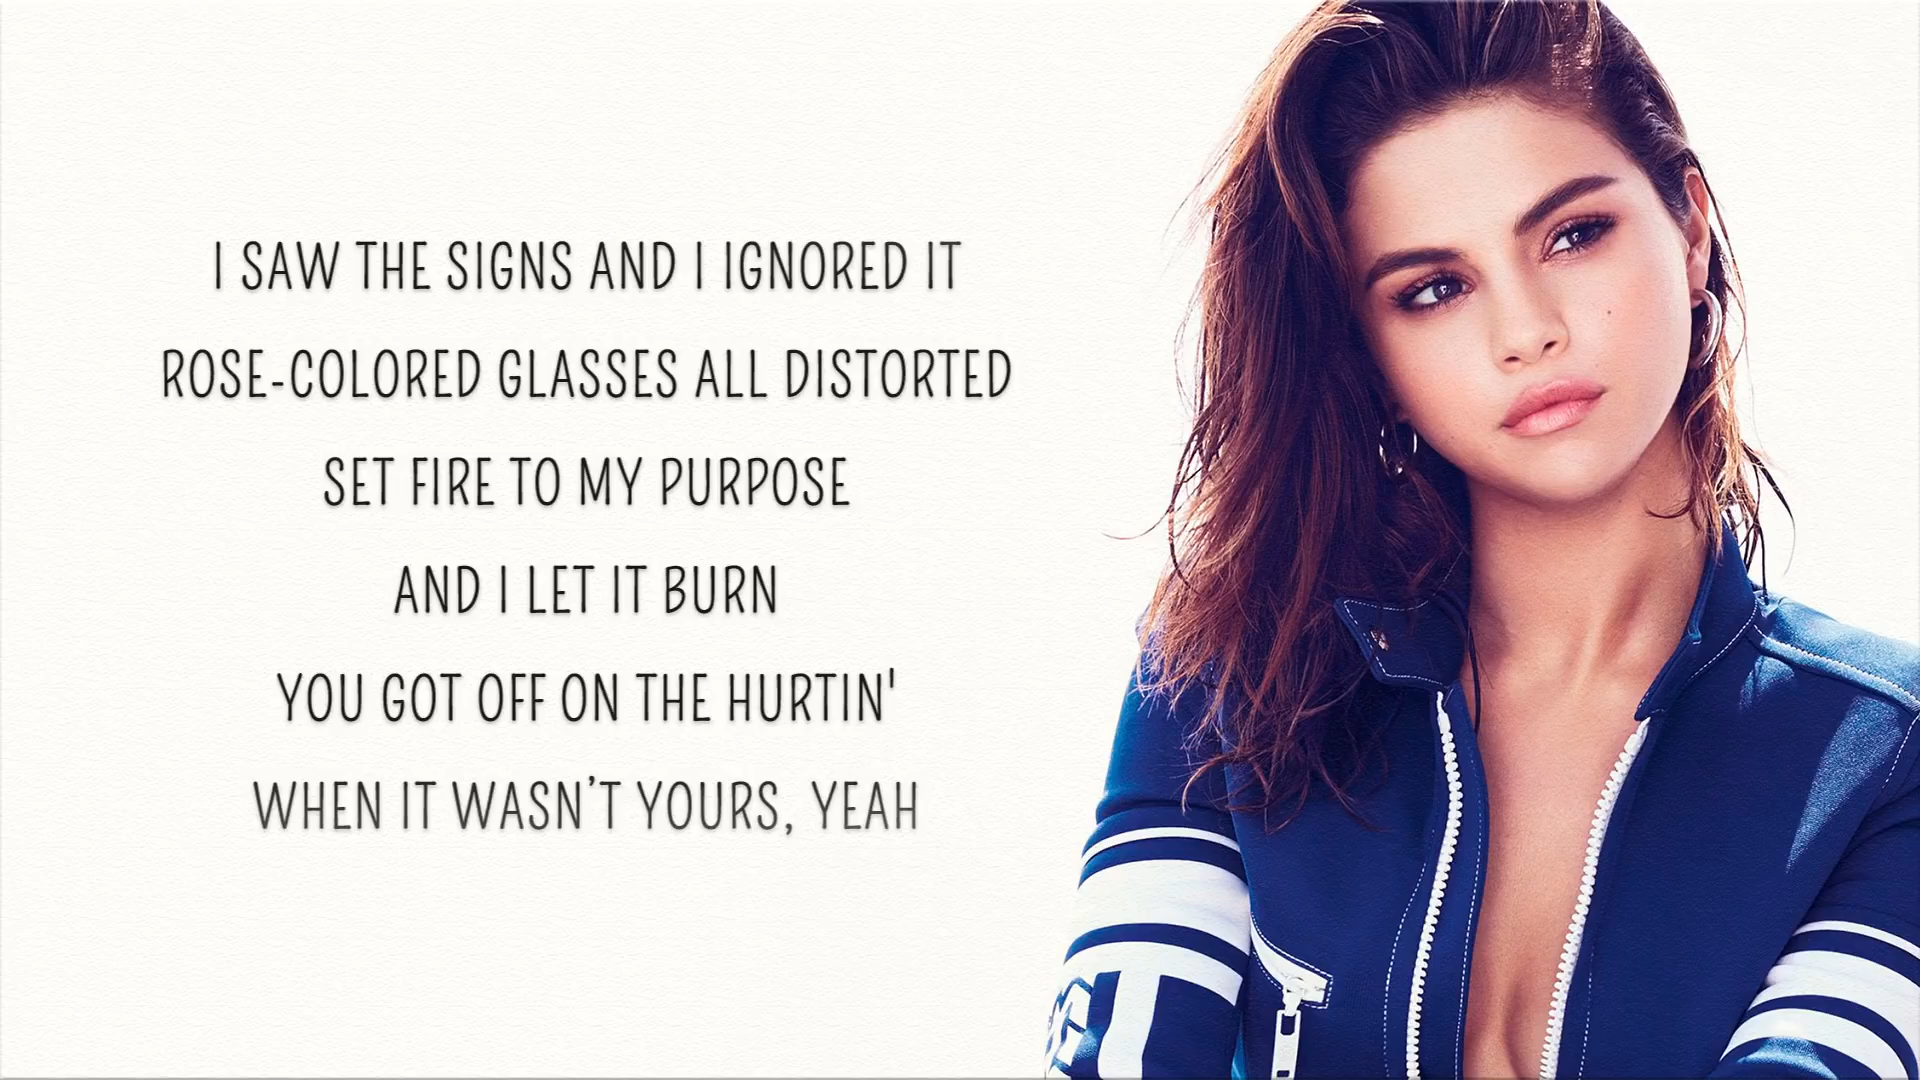 I SAW THE SIGNS AND I IGNORED IT
ROSE-COLORED GLASSES ALL DISTORTED
SET FIRE TO MY PURPOSE
AND I LET IT BURN
YOU GOT OFF ON THE HURTIN'
WHEN IT WASN’T YOURS, YEAH